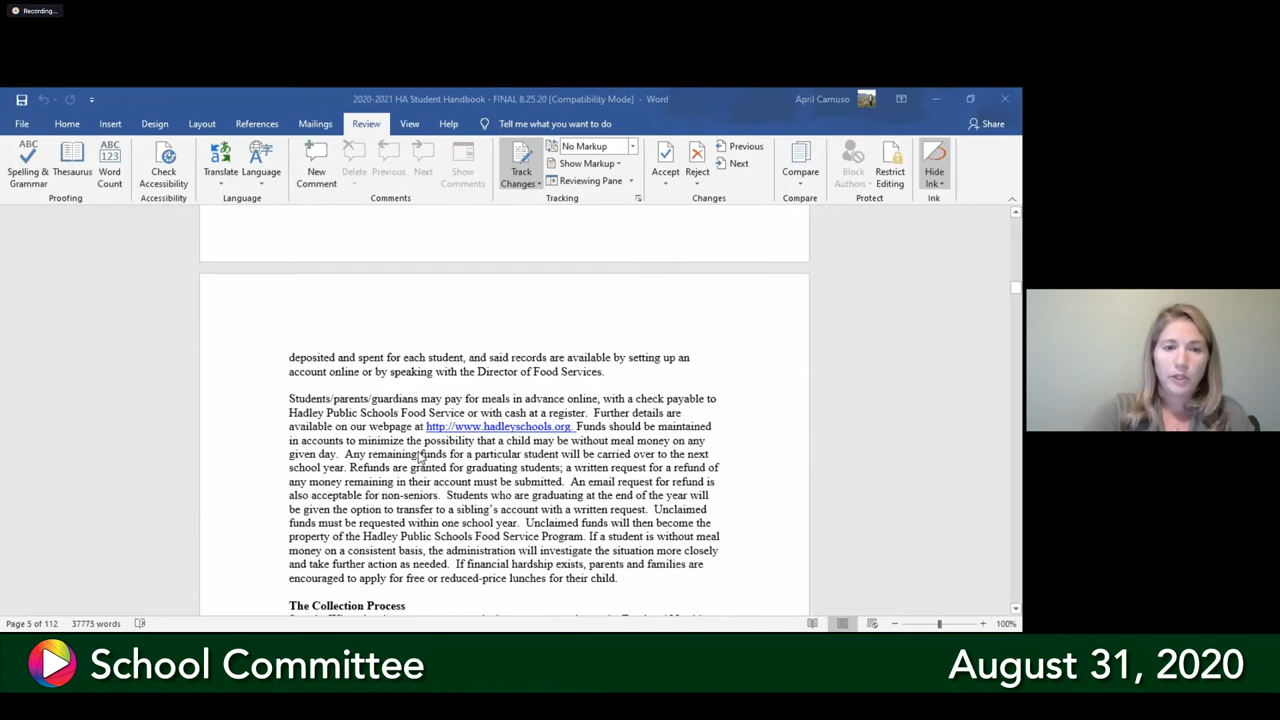 Recording...
2020-2021 HA Student Handbook - FINAL 8.25.20 [Compatibility Mode] - Word
April Camuso
File Home Insert Design Layout References Mailings Review View Help Tell me what you want to do Share
ABC Spelling & Grammar
Thesaurus
ABC 123 Word Count
Proofing
Check Accessibility
Accessibility
Translate
Language
Language
New Comment
Delete
Previous
Next
Show Comments
Comments
Track Changes
No Markup
Show Markup
Reviewing Pane
Tracking
Accept
Reject
Previous
Next
Changes
Compare
Compare
Block Authors
Restrict Editing
Protect
Hide Ink
Ink
deposited and spent for each student, and said records are available by setting up an
account online or by speaking with the Director of Food Services.
Students/parents/guardians may pay for meals in advance online, with a check payable to
Hadley Public Schools Food Service or with cash at a register. Further details are
available on our webpage at http://www.hadleyschools.org Funds should be maintained
in accounts to minimize the possibility that a child may be without meal money on any
given day. Any remaining funds for a particular student will be carried over to the next
school year. Refunds are granted for graduating students; a written request for a refund of
any money remaining in their account must be submitted. An email request for refund is
also acceptable for non-seniors. Students who are graduating at the end of the year will
be given the option to transfer to a sibling's account with a written request. Unclaimed
funds must be requested within one school year. Unclaimed funds will then become the
property of the Hadley Public Schools Food Service Program. If a student is without meal
money on a consistent basis, the administration will investigate the situation more closely
and take further action as needed. If financial hardship exists, parents and families are
encouraged to apply for free or reduced-price lunches for their child.
The Collection Process
Page 5 of 112 37775 words
100%
School Committee
August 31, 2020